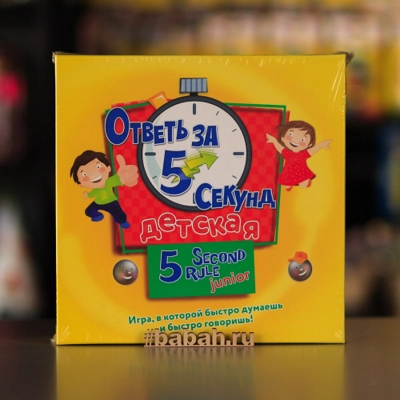 Ответь за
5
Секунд
детская
5 Second
Rule
junior
Игра, в которой быстро думаешь
и быстро говоришь!
#babah.ru